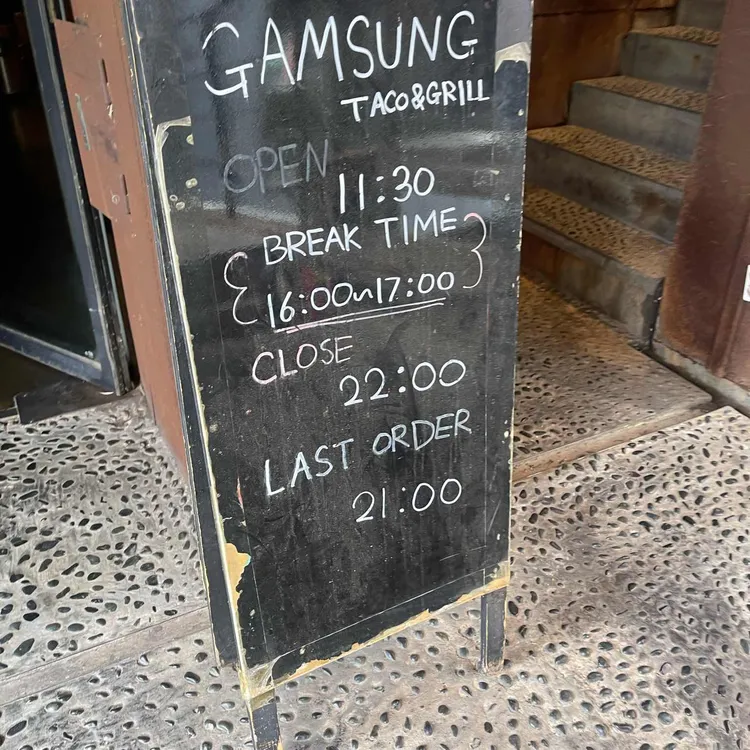 GAMSUNG
TACO&GRILL
OPEN
11:30
BREAK TIME
16:00~17:00
CLOSE
22:00
LAST ORDER
21:00